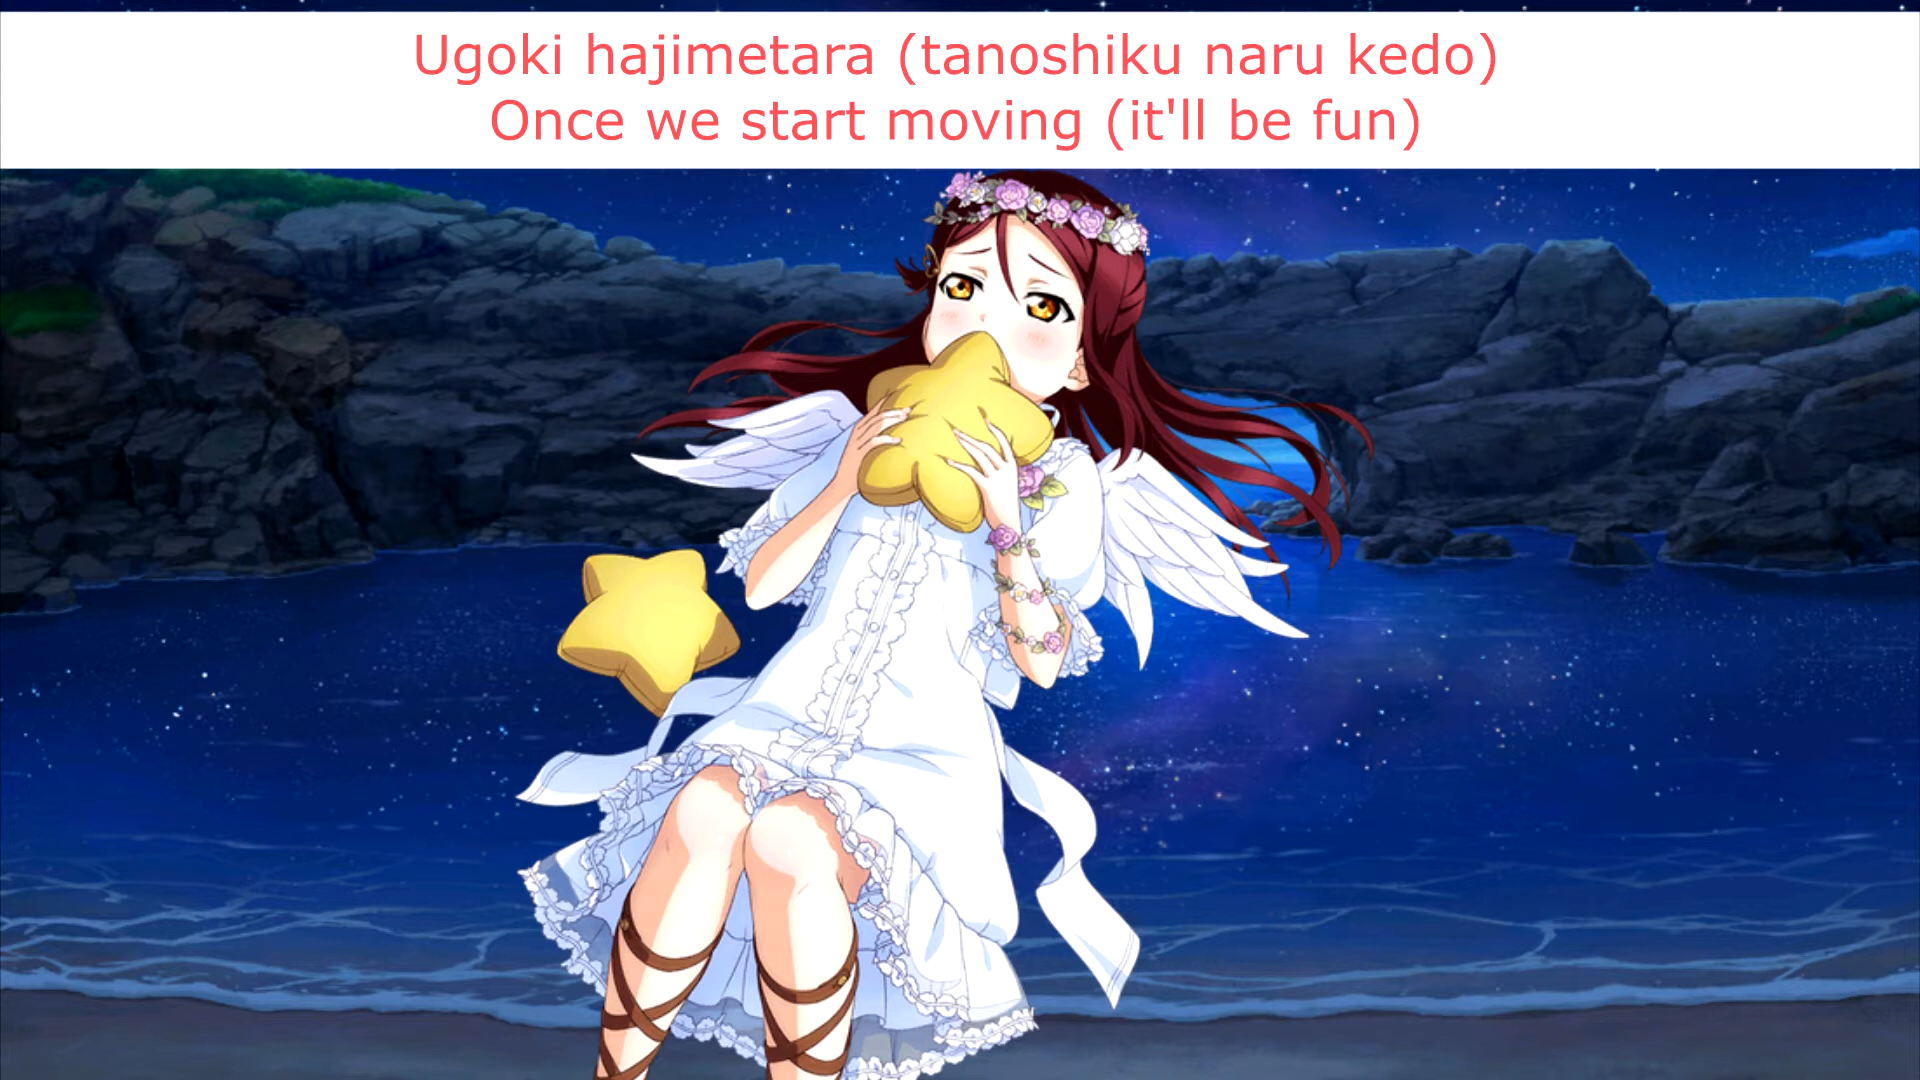 Ugoki hajimetara (tanoshiku naru kedo)
Once we start moving (it'll be fun)